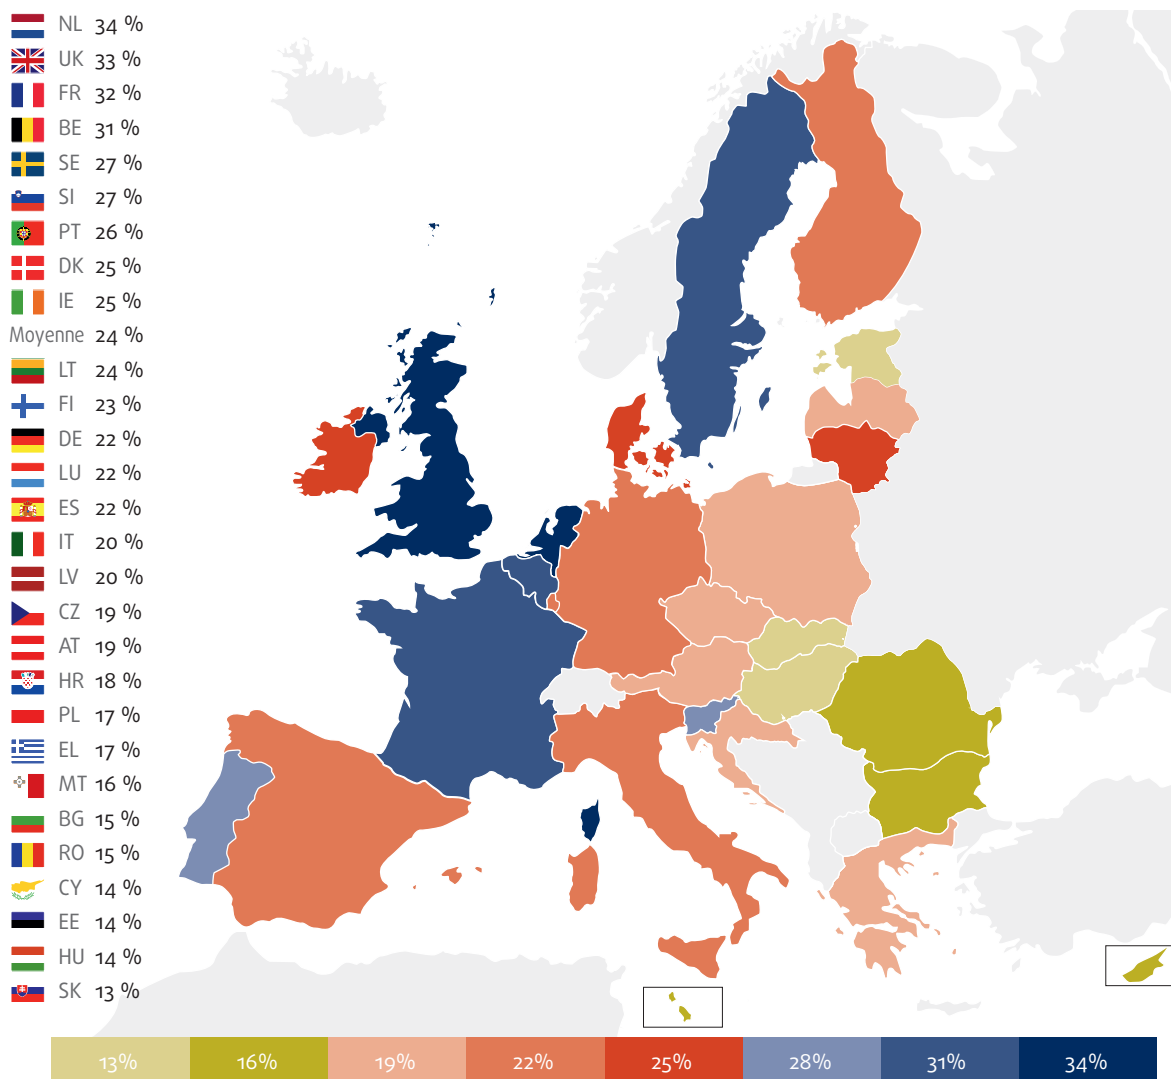 NL 34 %
UK 33 %
FR 32 %
BE 31 %
SE 27 %
SI 27 %
PT 26 %
DK 25 %
IE 25 %
Moyenne 24 %
LT 24 %
FI 23 %
DE 22 %
LU 22 %
ES 22 %
IT 20 %
LV 20 %
CZ 19 %
AT 19 %
HR 18 %
PL 17 %
EL 17 %
MT 16 %
BG 15 %
RO 15 %
CY 14 %
EE 14 %
HU 14 %
SK 13 %
13% 16% 19% 22% 25% 28% 31% 34%